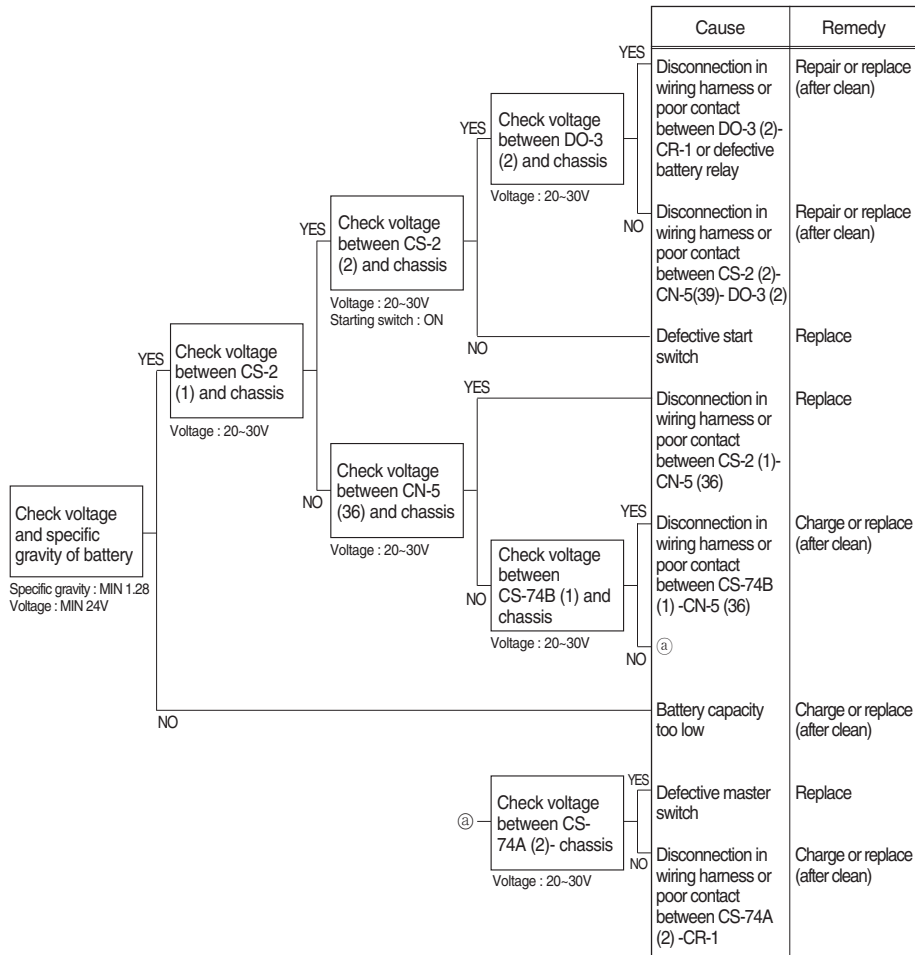 Cause
Remedy
YES
Disconnection in
wiring harness or
poor contact
between DO-3 (2)-
CR-1 or defective
battery relay
Repair or replace
(after clean)
YES
Check voltage
between DO-3
(2) and chassis
Voltage : 20~30V
NO
Disconnection in
wiring harness or
poor contact
between CS-2 (2)-
CN-5(39)- DO-3 (2)
Repair or replace
(after clean)
YES
Check voltage
between CS-2
(2) and chassis
Voltage : 20~30V
Starting switch : ON
NO
Defective start
switch
Replace
YES
Check voltage
between CS-2
(1) and chassis
Voltage : 20~30V
YES
Disconnection in
wiring harness or
poor contact
between CS-2 (1)-
CN-5 (36)
Replace
NO
Check voltage
between CN-5
(36) and chassis
Voltage : 20~30V
Check voltage
and specific
gravity of battery
Specific gravity : MIN 1.28
Voltage : MIN 24V
YES
Disconnection in
wiring harness or
poor contact
between CS-74B
(1) -CN-5 (36)
Charge or replace
(after clean)
NO
Check voltage
between
CS-74B (1) and
chassis
Voltage : 20~30V
NO
ⓐ
NO
Battery capacity
too low
Charge or replace
(after clean)
ⓐ
Check voltage
between CS-
74A (2)- chassis
Voltage : 20~30V
YES
Defective master
switch
Replace
NO
Disconnection in
wiring harness or
poor contact
between CS-74A
(2) -CR-1
Charge or replace
(after clean)